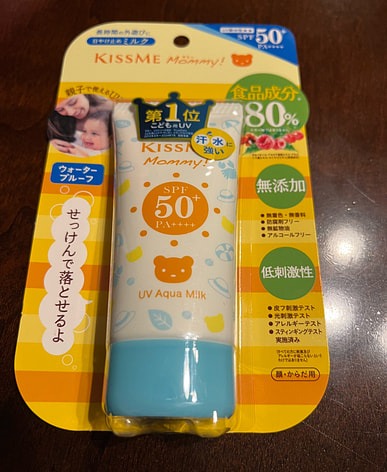 長時間の外遊びに
日やけ止めミルク
KISSME Mommy!
SPF 50+
PA++++
親子で使える
第1位
こども用UV
汗水に
強い
食品成分
80%
ウォーター
プルーフ
せっけんで落とせるよ
KISSME
Mommy!
SPF
50+
PA++++
UV Aqua Milk
無添加
●無着色・無香料
●防腐剤フリー
●無鉱物油
●アルコールフリー
低刺激性
●皮フ刺激テスト
●光刺激テスト
●アレルギーテスト
●スティンギングテスト
実施済み
顔・からだ用